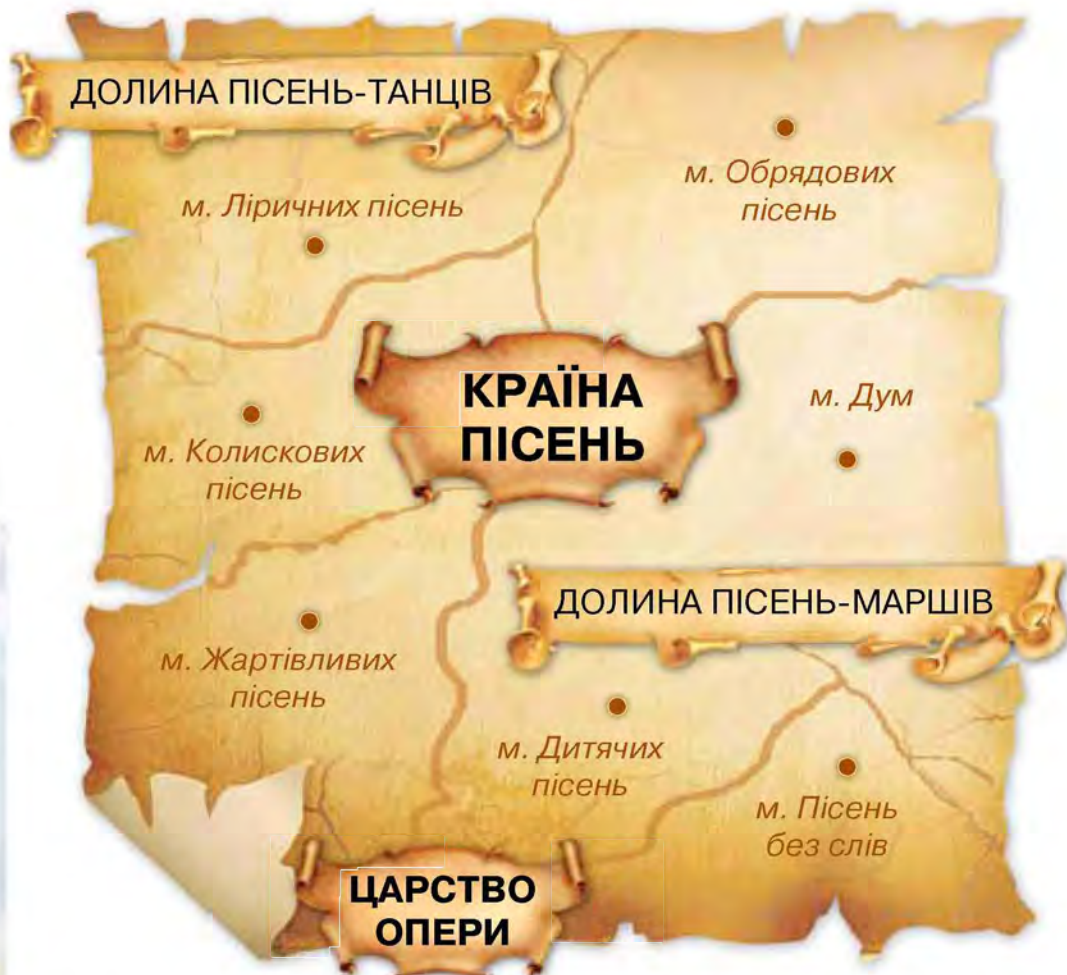 ДОЛИНА ПІСЕНЬ-ТАНЦІВ
м. Обрядових
пісень
м. Ліричних пісень
КРАЇНА
ПІСЕНЬ
м. Дум
м. Колискових
пісень
ДОЛИНА ПІСЕНЬ-МАРШІВ
м. Жартівливих
пісень
м. Дитячих
пісень
м. Пісень
без слів
ЦАРСТВО
ОПЕРИ